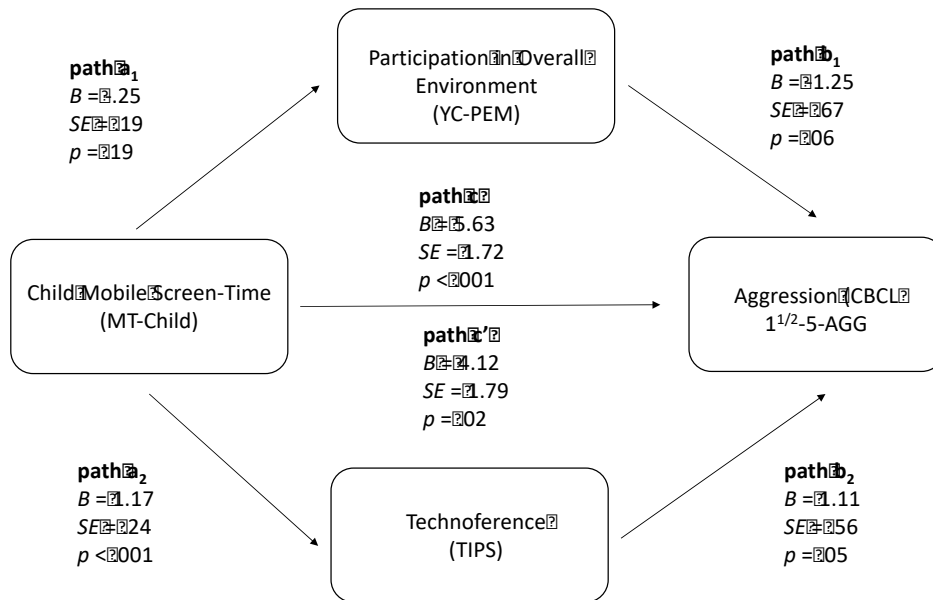 Participation in Overall
Environment
(YC-PEM)
path a₁
B = -.25
SE = .19
p = .19
path b₁
B = -1.25
SE = .67
p = .06
path c
B = 5.63
SE = 1.72
p < .001
Child Mobile Screen-Time
(MT-Child)
Aggression (CBCL
1^1/2-5-AGG
path c'
B = 4.12
SE = 1.79
p = .02
path a₂
B = 1.17
SE = .24
p < .001
Technoference
(TIPS)
path b₂
B = 1.11
SE = .56
p = .05